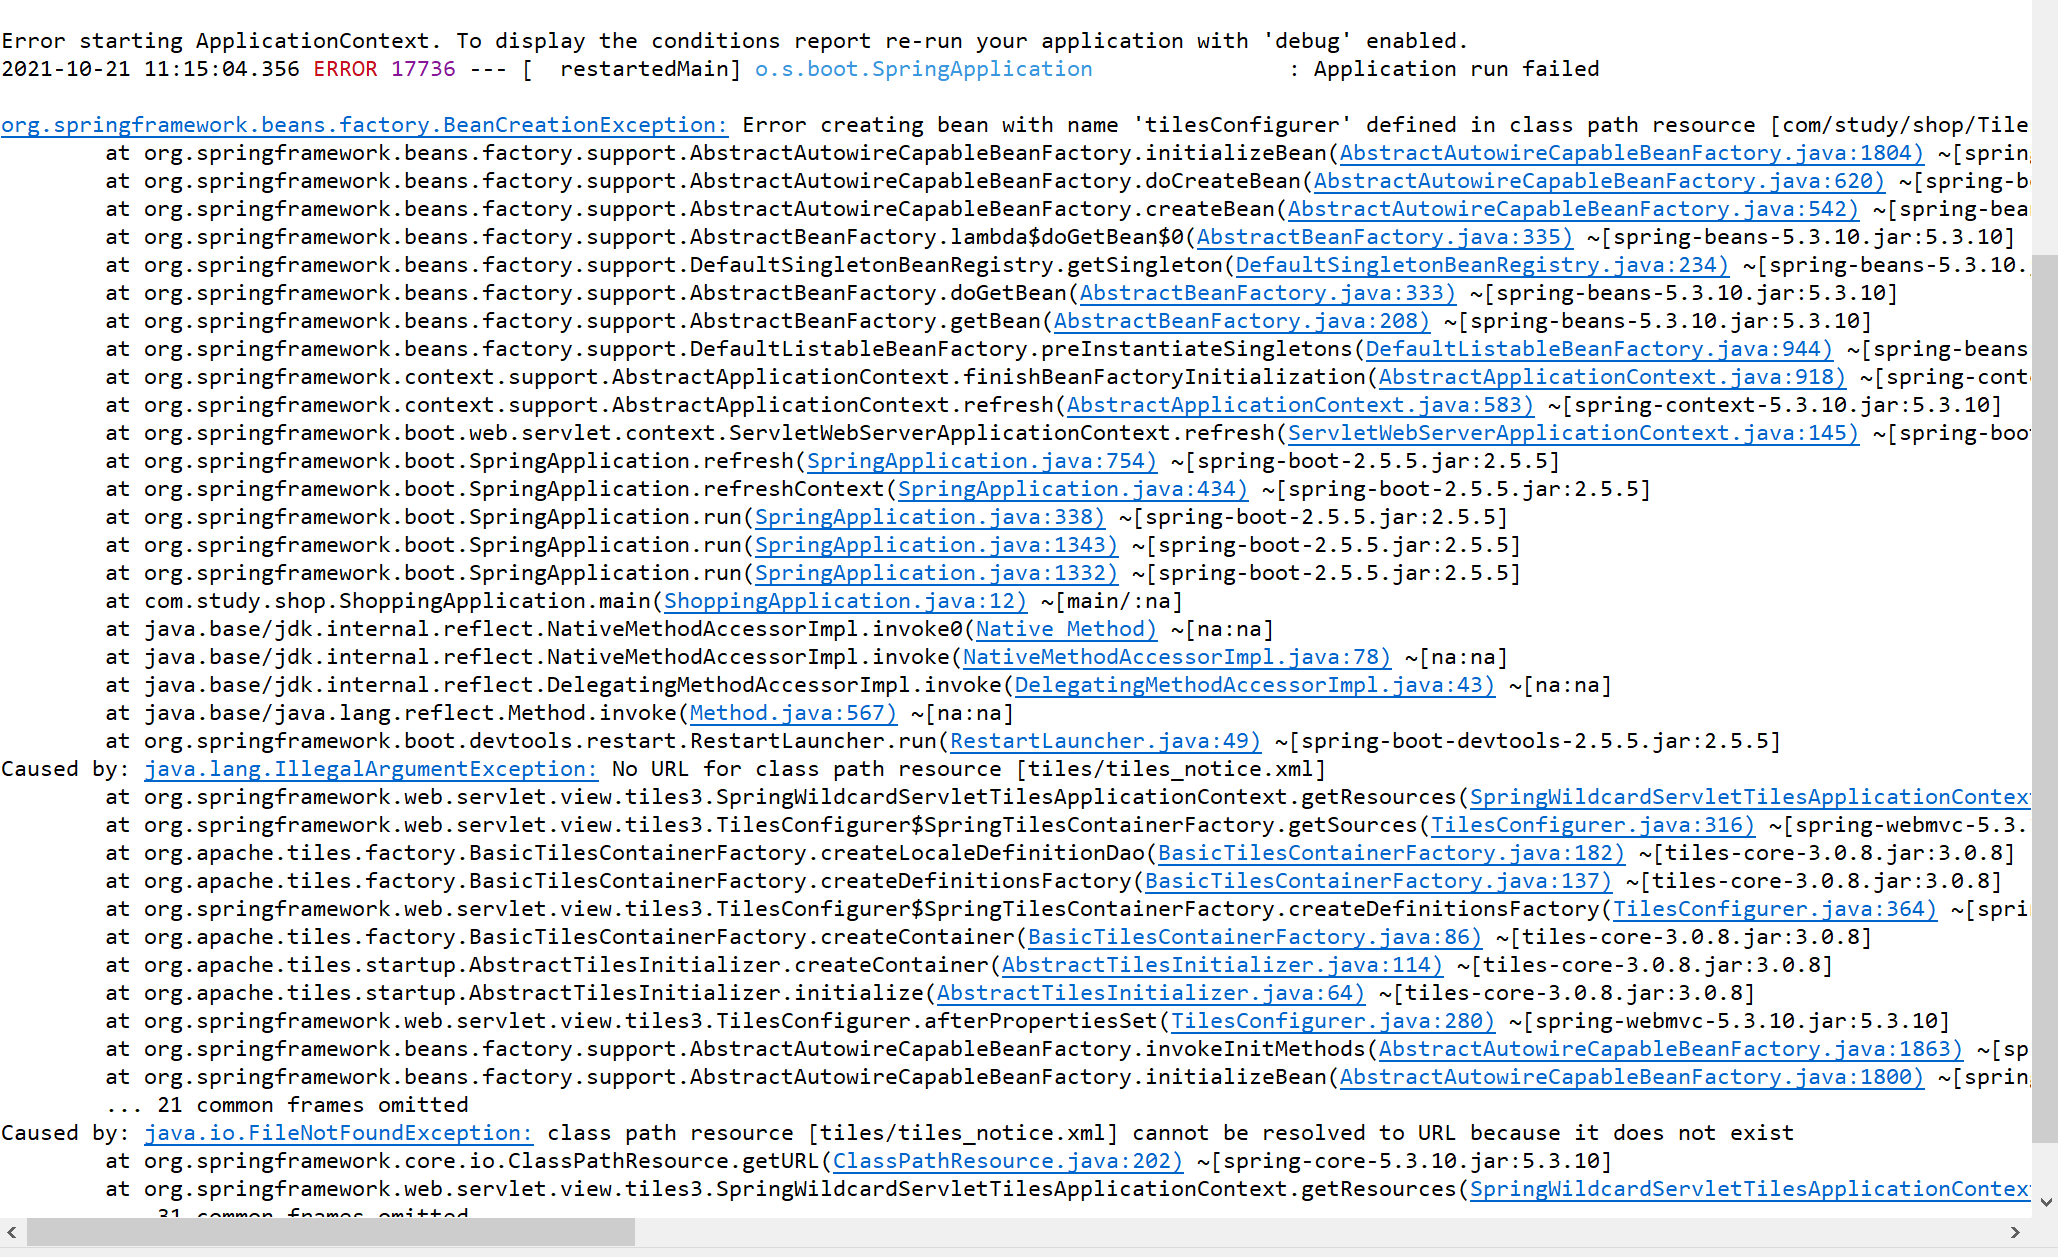 Error starting ApplicationContext. To display the conditions report re-run your application with 'debug' enabled.
2021-10-21 11:15:04.356 ERROR 17736 --- [  restartedMain] o.s.boot.SpringApplication               : Application run failed
org.springframework.beans.factory.BeanCreationException: Error creating bean with name 'tilesConfigurer' defined in class path resource [com/study/shop/Tile
at org.springframework.beans.factory.support.AbstractAutowireCapableBeanFactory.initializeBean(AbstractAutowireCapableBeanFactory.java:1804) ~[spring
at org.springframework.beans.factory.support.AbstractAutowireCapableBeanFactory.doCreateBean(AbstractAutowireCapableBeanFactory.java:620) ~[spring-b
at org.springframework.beans.factory.support.AbstractAutowireCapableBeanFactory.createBean(AbstractAutowireCapableBeanFactory.java:542) ~[spring-bea
at org.springframework.beans.factory.support.AbstractBeanFactory.lambda$doGetBean$0(AbstractBeanFactory.java:335) ~[spring-beans-5.3.10.jar:5.3.10]
at org.springframework.beans.factory.support.DefaultSingletonBeanRegistry.getSingleton(DefaultSingletonBeanRegistry.java:234) ~[spring-beans-5.3.10.
at org.springframework.beans.factory.support.AbstractBeanFactory.doGetBean(AbstractBeanFactory.java:333) ~[spring-beans-5.3.10.jar:5.3.10]
at org.springframework.beans.factory.support.AbstractBeanFactory.getBean(AbstractBeanFactory.java:208) ~[spring-beans-5.3.10.jar:5.3.10]
at org.springframework.beans.factory.support.DefaultListableBeanFactory.preInstantiateSingletons(DefaultListableBeanFactory.java:944) ~[spring-beans
at org.springframework.context.support.AbstractApplicationContext.finishBeanFactoryInitialization(AbstractApplicationContext.java:918) ~[spring-cont
at org.springframework.context.support.AbstractApplicationContext.refresh(AbstractApplicationContext.java:583) ~[spring-context-5.3.10.jar:5.3.10]
at org.springframework.boot.web.servlet.context.ServletWebServerApplicationContext.refresh(ServletWebServerApplicationContext.java:145) ~[spring-boo
at org.springframework.boot.SpringApplication.refresh(SpringApplication.java:754) ~[spring-boot-2.5.5.jar:2.5.5]
at org.springframework.boot.SpringApplication.refreshContext(SpringApplication.java:434) ~[spring-boot-2.5.5.jar:2.5.5]
at org.springframework.boot.SpringApplication.run(SpringApplication.java:338) ~[spring-boot-2.5.5.jar:2.5.5]
at org.springframework.boot.SpringApplication.run(SpringApplication.java:1343) ~[spring-boot-2.5.5.jar:2.5.5]
at org.springframework.boot.SpringApplication.run(SpringApplication.java:1332) ~[spring-boot-2.5.5.jar:2.5.5]
at com.study.shop.ShoppingApplication.main(ShoppingApplication.java:12) ~[main/:na]
at java.base/jdk.internal.reflect.NativeMethodAccessorImpl.invoke0(Native Method) ~[na:na]
at java.base/jdk.internal.reflect.NativeMethodAccessorImpl.invoke(NativeMethodAccessorImpl.java:78) ~[na:na]
at java.base/jdk.internal.reflect.DelegatingMethodAccessorImpl.invoke(DelegatingMethodAccessorImpl.java:43) ~[na:na]
at java.base/java.lang.reflect.Method.invoke(Method.java:567) ~[na:na]
at org.springframework.boot.devtools.restart.RestartLauncher.run(RestartLauncher.java:49) ~[spring-boot-devtools-2.5.5.jar:2.5.5]
Caused by: java.lang.IllegalArgumentException: No URL for class path resource [tiles/tiles_notice.xml]
at org.springframework.web.servlet.view.tiles3.SpringWildcardServletTilesApplicationContext.getResources(SpringWildcardServletTilesApplicationContex
at org.springframework.web.servlet.view.tiles3.TilesConfigurer$SpringTilesContainerFactory.getSources(TilesConfigurer.java:316) ~[spring-webmvc-5.3.
at org.apache.tiles.factory.BasicTilesContainerFactory.createLocaleDefinitionDao(BasicTilesContainerFactory.java:182) ~[tiles-core-3.0.8.jar:3.0.8]
at org.apache.tiles.factory.BasicTilesContainerFactory.createDefinitionsFactory(BasicTilesContainerFactory.java:137) ~[tiles-core-3.0.8.jar:3.0.8]
at org.springframework.web.servlet.view.tiles3.TilesConfigurer$SpringTilesContainerFactory.createDefinitionsFactory(TilesConfigurer.java:364) ~[spri
at org.apache.tiles.factory.BasicTilesContainerFactory.createContainer(BasicTilesContainerFactory.java:86) ~[tiles-core-3.0.8.jar:3.0.8]
at org.apache.tiles.startup.AbstractTilesInitializer.createContainer(AbstractTilesInitializer.java:114) ~[tiles-core-3.0.8.jar:3.0.8]
at org.apache.tiles.startup.AbstractTilesInitializer.initialize(AbstractTilesInitializer.java:64) ~[tiles-core-3.0.8.jar:3.0.8]
at org.springframework.web.servlet.view.tiles3.TilesConfigurer.afterPropertiesSet(TilesConfigurer.java:280) ~[spring-webmvc-5.3.10.jar:5.3.10]
at org.springframework.beans.factory.support.AbstractAutowireCapableBeanFactory.invokeInitMethods(AbstractAutowireCapableBeanFactory.java:1863) ~[sp
at org.springframework.beans.factory.support.AbstractAutowireCapableBeanFactory.initializeBean(AbstractAutowireCapableBeanFactory.java:1800) ~[spring
... 21 common frames omitted
Caused by: java.io.FileNotFoundException: class path resource [tiles/tiles_notice.xml] cannot be resolved to URL because it does not exist
at org.springframework.core.io.ClassPathResource.getURL(ClassPathResource.java:202) ~[spring-core-5.3.10.jar:5.3.10]
at org.springframework.web.servlet.view.tiles3.SpringWildcardServletTilesApplicationContext.getResources(SpringWildcardServletTilesApplicationContex
31 common frames omitted